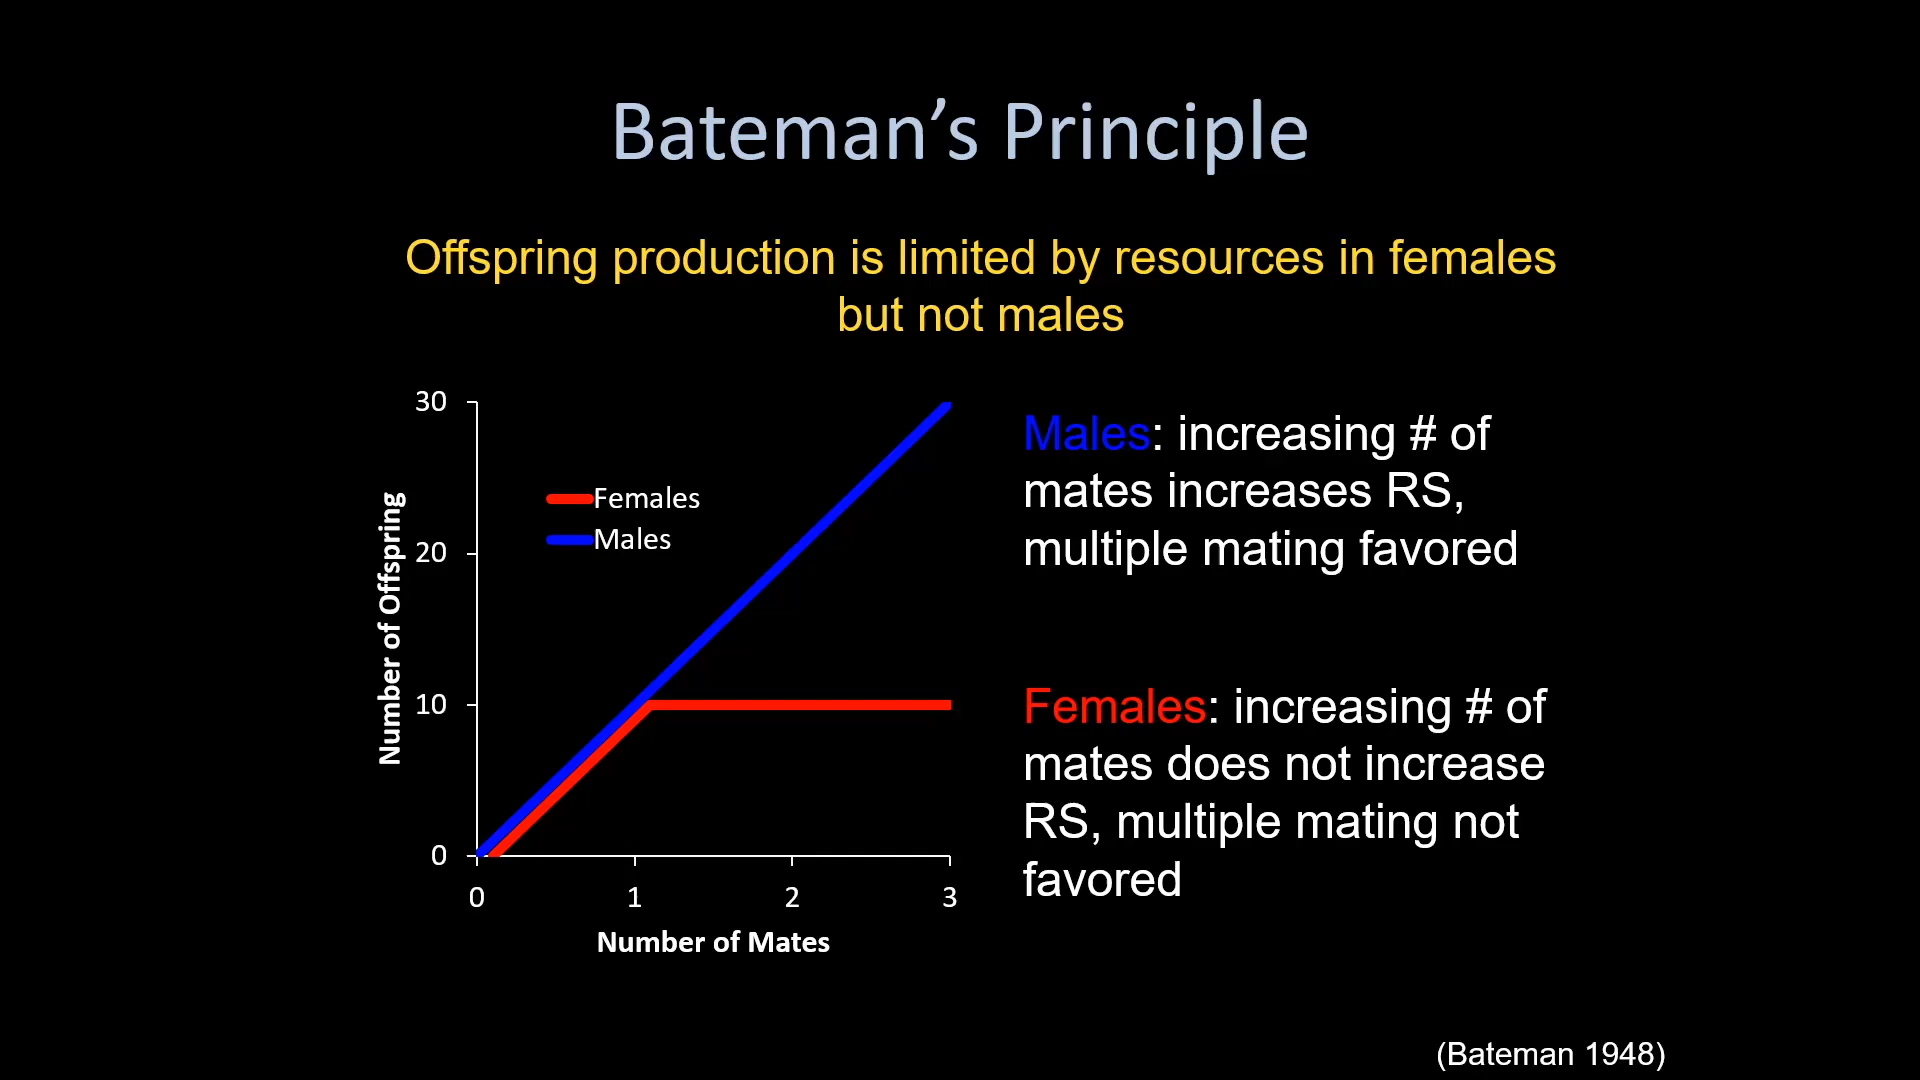 Bateman’s Principle
Offspring production is limited by resources in females
but not males
30
20
10
0
Number of Offspring
Females
Males
0 1 2 3
Number of Mates
Males: increasing # of
mates increases RS,
multiple mating favored
Females: increasing # of
mates does not increase
RS, multiple mating not
favored
(Bateman 1948)